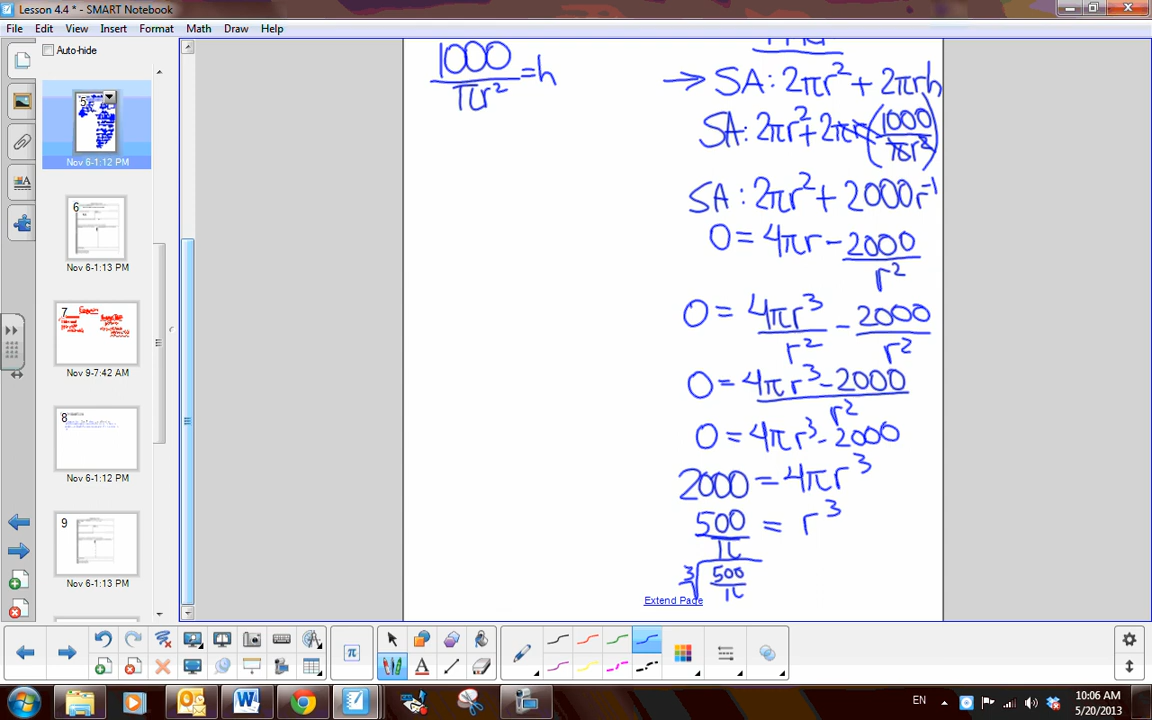 Lesson 4.4 * - SMART Notebook
File Edit View Insert Format Math Draw Help
Auto-hide
5
Nov 6-1:12 PM
6
Nov 6-1:13 PM
7
Nov 9-7:42 AM
8
Nov 6-1:12 PM
9
Nov 6-1:13 PM
1000/πr² = h
→ SA: 2πr² + 2πrh
SA: 2πr² + 2πr(1000/πr²)
SA: 2πr² + 2000r⁻¹
0 = 4πr - 2000/r²
0 = 4πr³/r² - 2000/r²
0 = 4πr³-2000/r²
0 = 4πr³-2000
2000 = 4πr³
500/π = r³
³√500/π
Extend Page
π
A
W
EN
10:06 AM
5/20/2013